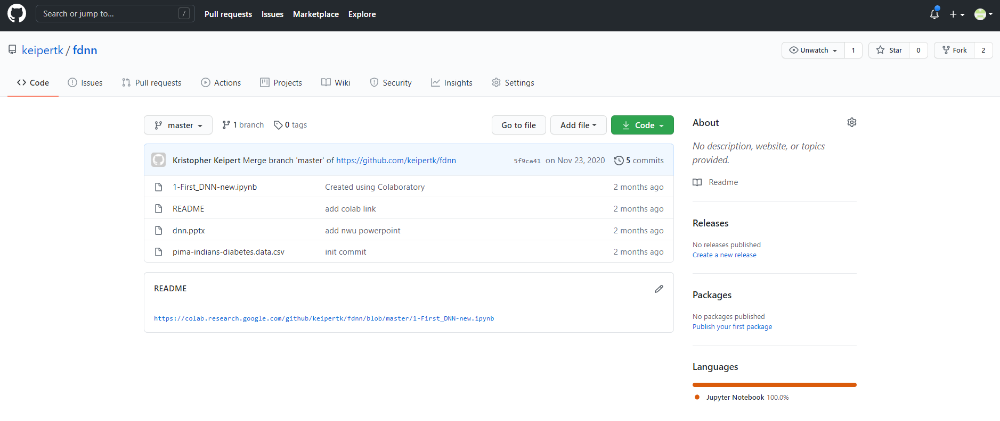 Search or jump to... / Pull requests Issues Marketplace Explore
keipertk / fdnn Unwatch 1 Star 0 Fork 2
Code Issues Pull requests Actions Projects Wiki Security Insights Settings
master 1 branch 0 tags Go to file Add file Code
Kristopher Keipert Merge branch 'master' of https://github.com/keipertk/fdnn 5f9ca41 on Nov 23, 2020 5 commits
1-First_DNN-new.ipynb Created using Colaboratory 2 months ago
README add colab link 2 months ago
dnn.pptx add nwu powerpoint 2 months ago
pima-indians-diabetes.data.csv init commit 2 months ago
README
https://colab.research.google.com/github/keipertk/fdnn/blob/master/1-First_DNN-new.ipynb
About
No description, website, or topics
provided.
Readme
Releases
No releases published
Create a new release
Packages
No packages published
Publish your first package
Languages
Jupyter Notebook 100.0%